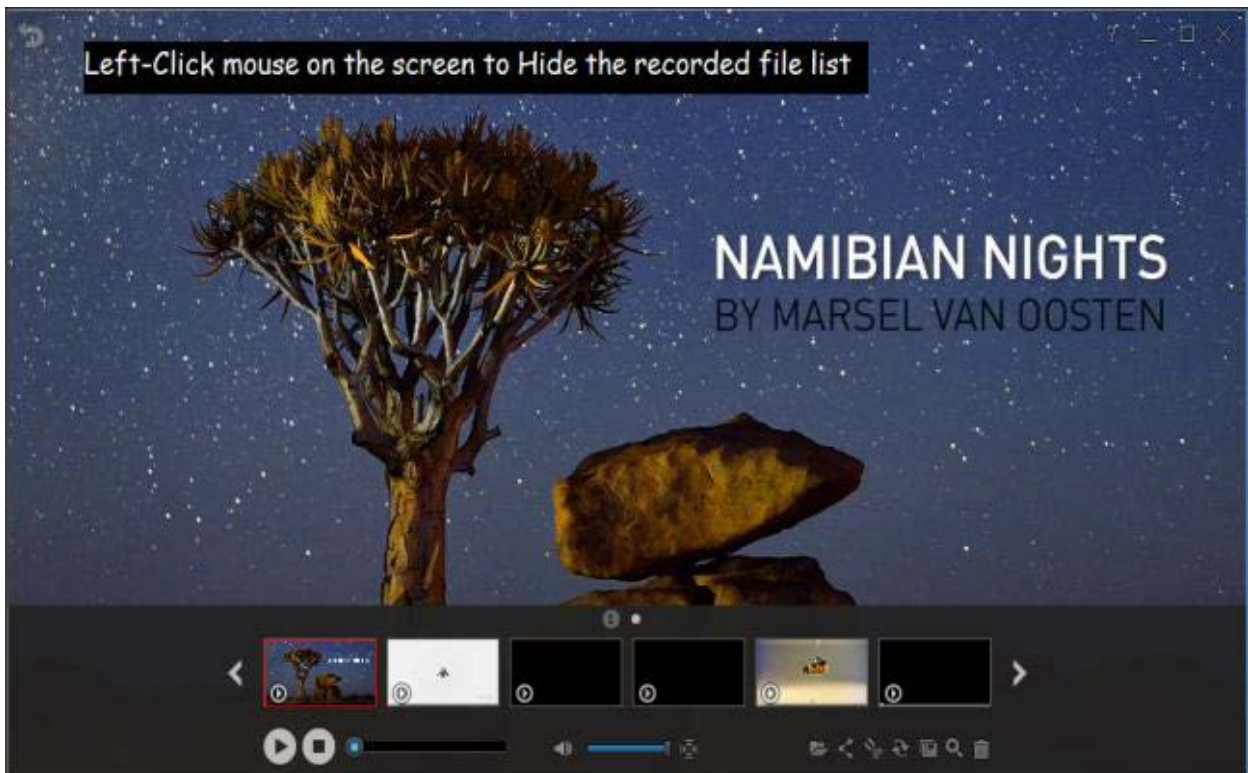 Left-Click mouse on the screen to Hide the recorded file list
NAMIBIAN NIGHTS
BY MARSEL VAN OOSTEN